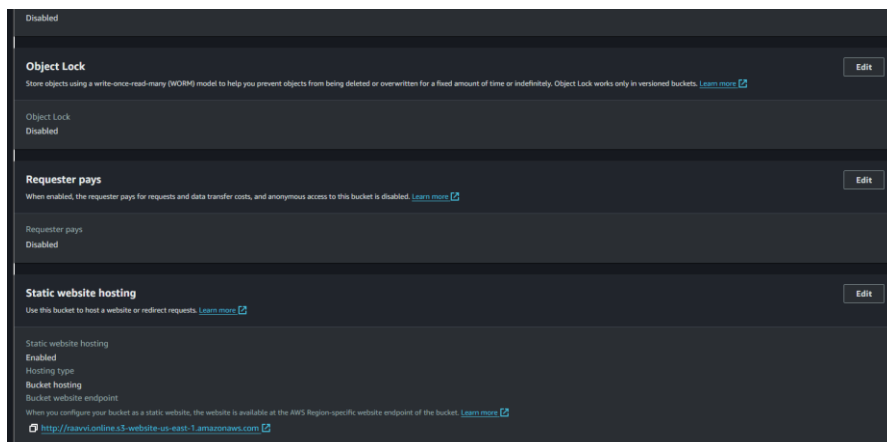 Disabled
Object Lock
Edit
Store objects using a write-once-read-many (WORM) model to help you prevent objects from being deleted or overwritten for a fixed amount of time or indefinitely. Object Lock works only in versioned buckets. Learn more
Object Lock
Disabled
Requester pays
Edit
When enabled, the requester pays for requests and data transfer costs, and anonymous access to this bucket is disabled. Learn more
Requester pays
Disabled
Static website hosting
Edit
Use this bucket to host a website or redirect requests. Learn more
Static website hosting
Enabled
Hosting type
Bucket hosting
Bucket website endpoint
When you configure your bucket as a static website, the website is available at the AWS Region-specific website endpoint of the bucket. Learn more
http://raavvi.online.s3-website-us-east-1.amazonaws.com